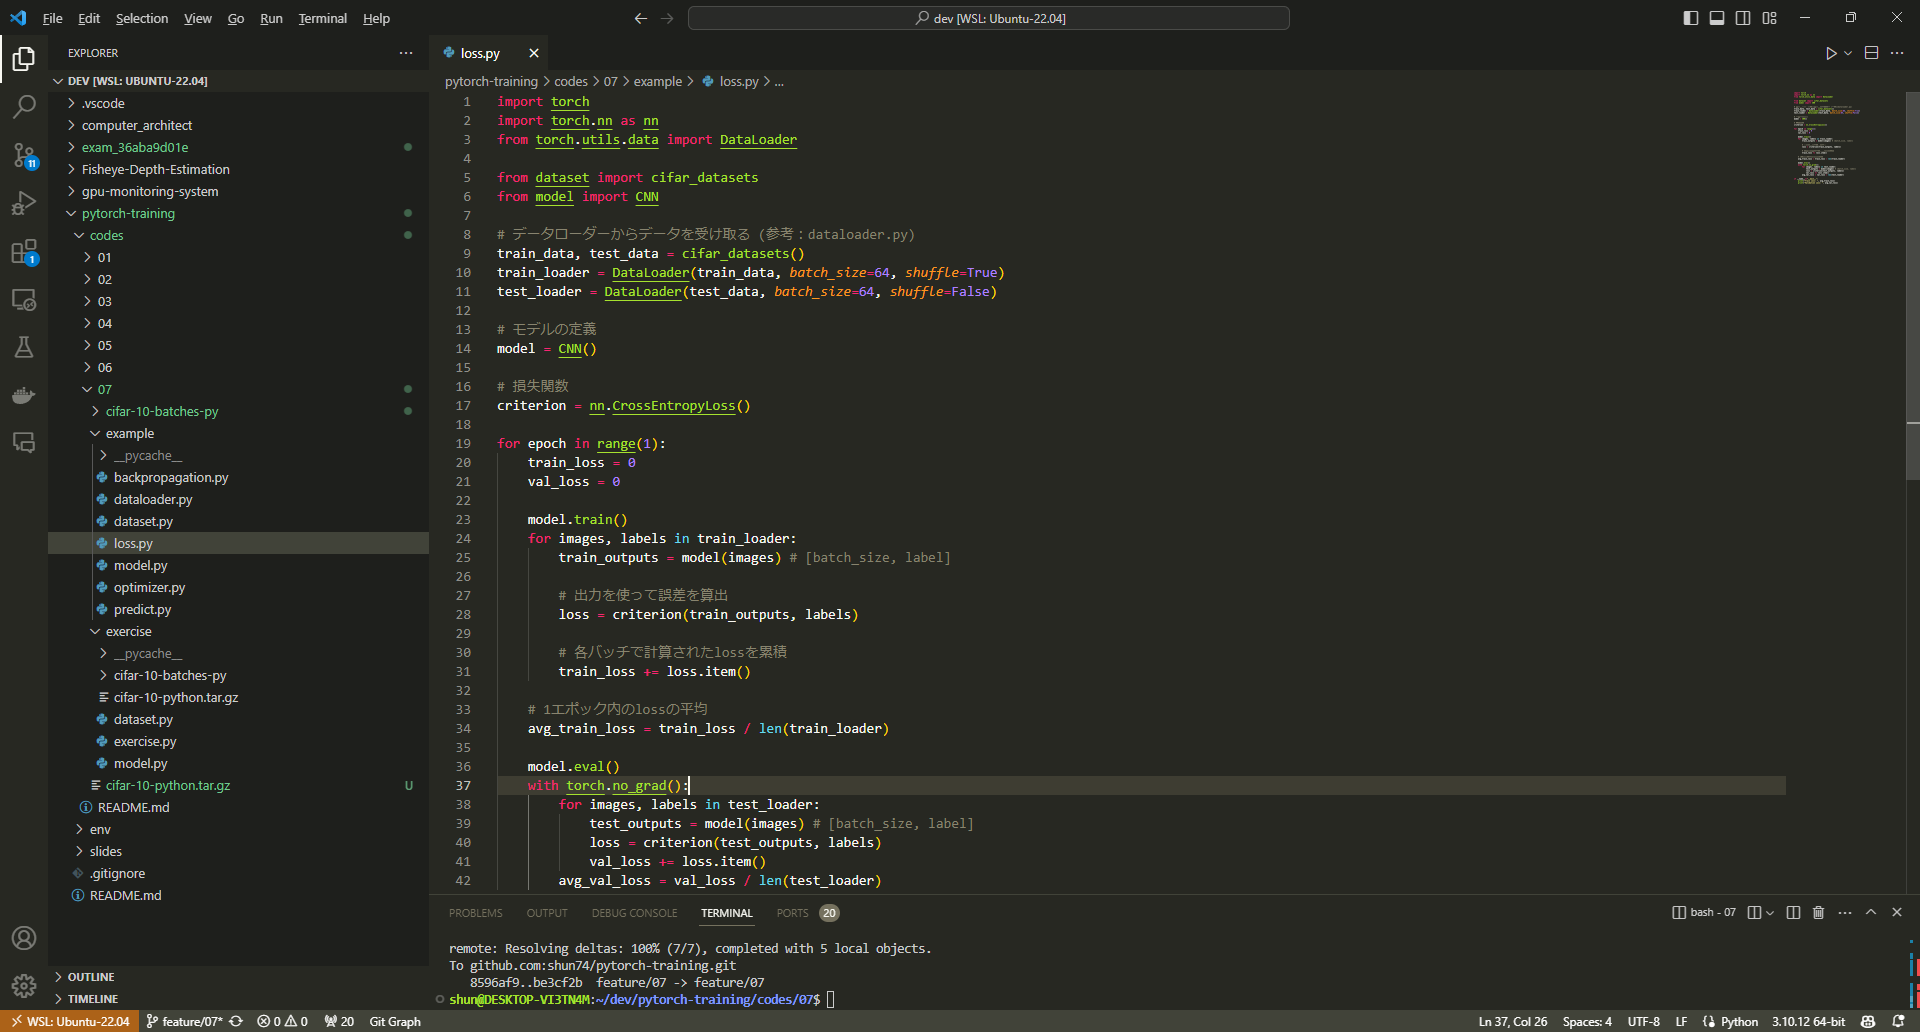 File Edit Selection View Go Run Terminal Help
dev [WSL: Ubuntu-22.04]
EXPLORER
DEV [WSL: UBUNTU-22.04]
.vscode
computer_architect
exam_36aba9d01e
Fisheye-Depth-Estimation
gpu-monitoring-system
pytorch-training
codes
01
02
03
04
05
06
07
cifar-10-batches-py
example
__pycache__
backpropagation.py
dataloader.py
dataset.py
loss.py
model.py
optimizer.py
predict.py
exercise
__pycache__
cifar-10-batches-py
cifar-10-python.tar.gz
dataset.py
exercise.py
model.py
cifar-10-python.tar.gz U
README.md
env
slides
.gitignore
README.md
OUTLINE
TIMELINE
11
1
loss.py
pytorch-training > codes > 07 > example > loss.py > ...
1 import torch
2 import torch.nn as nn
3 from torch.utils.data import DataLoader
4
5 from dataset import cifar_datasets
6 from model import CNN
7
8 # データローダーからデータを受け取る (参考：dataloader.py)
9 train_data, test_data = cifar_datasets()
10 train_loader = DataLoader(train_data, batch_size=64, shuffle=True)
11 test_loader = DataLoader(test_data, batch_size=64, shuffle=False)
12
13 # モデルの定義
14 model = CNN()
15
16 # 損失関数
17 criterion = nn.CrossEntropyLoss()
18
19 for epoch in range(1):
20 train_loss = 0
21 val_loss = 0
22
23 model.train()
24 for images, labels in train_loader:
25 train_outputs = model(images) # [batch_size, label]
26
27 # 出力を使って誤差を算出
28 loss = criterion(train_outputs, labels)
29
30 # 各バッチで計算されたlossを累積
31 train_loss += loss.item()
32
33 # 1エポック内のlossの平均
34 avg_train_loss = train_loss / len(train_loader)
35
36 model.eval()
37 with torch.no_grad():
38 for images, labels in test_loader:
39 test_outputs = model(images) # [batch_size, label]
40 loss = criterion(test_outputs, labels)
41 val_loss += loss.item()
42 avg_val_loss = val_loss / len(test_loader)
PROBLEMS OUTPUT DEBUG CONSOLE TERMINAL PORTS 20
bash - 07
remote: Resolving deltas: 100% (7/7), completed with 5 local objects.
To github.com:shun74/pytorch-training.git
8596af9..be3cf2b feature/07 -> feature/07
shun@DESKTOP-VI3TN4M:~/dev/pytorch-training/codes/07$
WSL: Ubuntu-22.04 feature/07* 0 0 20 Git Graph
Ln 37, Col 26 Spaces: 4 UTF-8 LF Python 3.10.12 64-bit